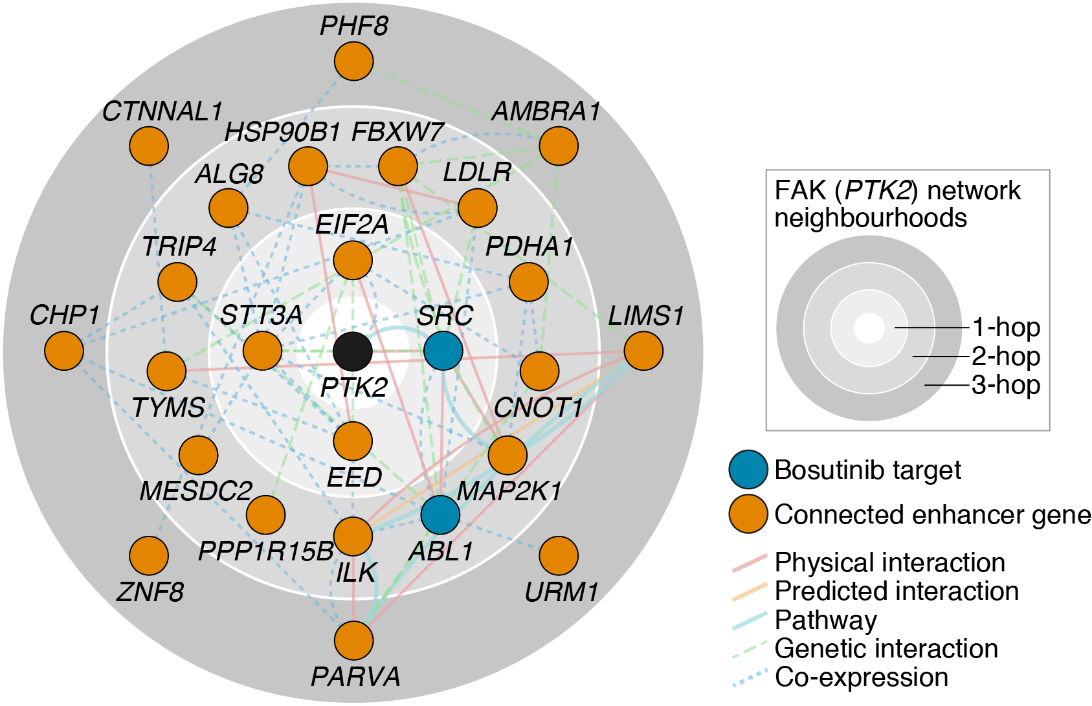 PHF8
CTNNAL1
AMBRA1
HSP90B1
FBXW7
ALG8
LDLR
EIF2A
TRIP4
PDHA1
CHP1
STT3A
SRC
LIMS1
PTK2
TYMS
CNOT1
EED
MESDC2
MAP2K1
PPP1R15B
ILK
ABL1
ZNF8
URM1
PARVA
FAK (PTK2) network
neighbourhoods
1-hop
2-hop
3-hop
Bosutinib target
Connected enhancer gene
Physical interaction
Predicted interaction
Pathway
Genetic interaction
Co-expression